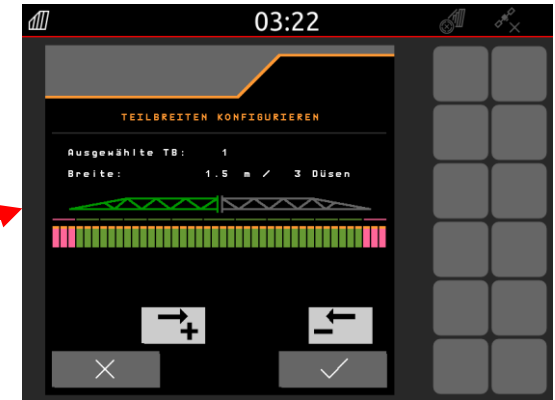 03:22
TEILBREITEN KONFIGURIEREN
Ausgewählte TB: 1
Breite: 1.5 m / 3 Düsen